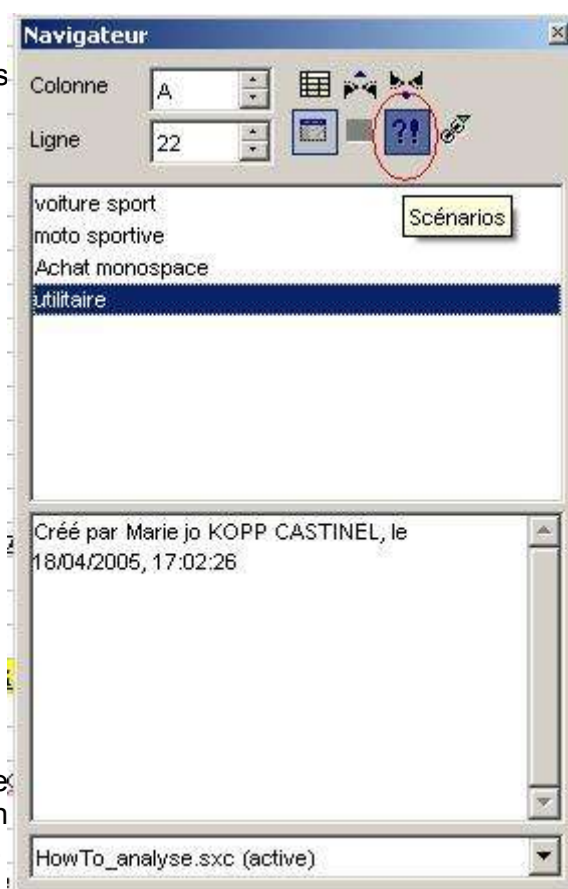 Navigateur
Colonne A
Ligne 22
?!
Scénarios
voiture sport
moto sportive
Achat monospace
utilitaire
Créé par Marie jo KOPP CASTINEL, le
18/04/2005, 17:02:26
HowTo_analyse.sxc (active)